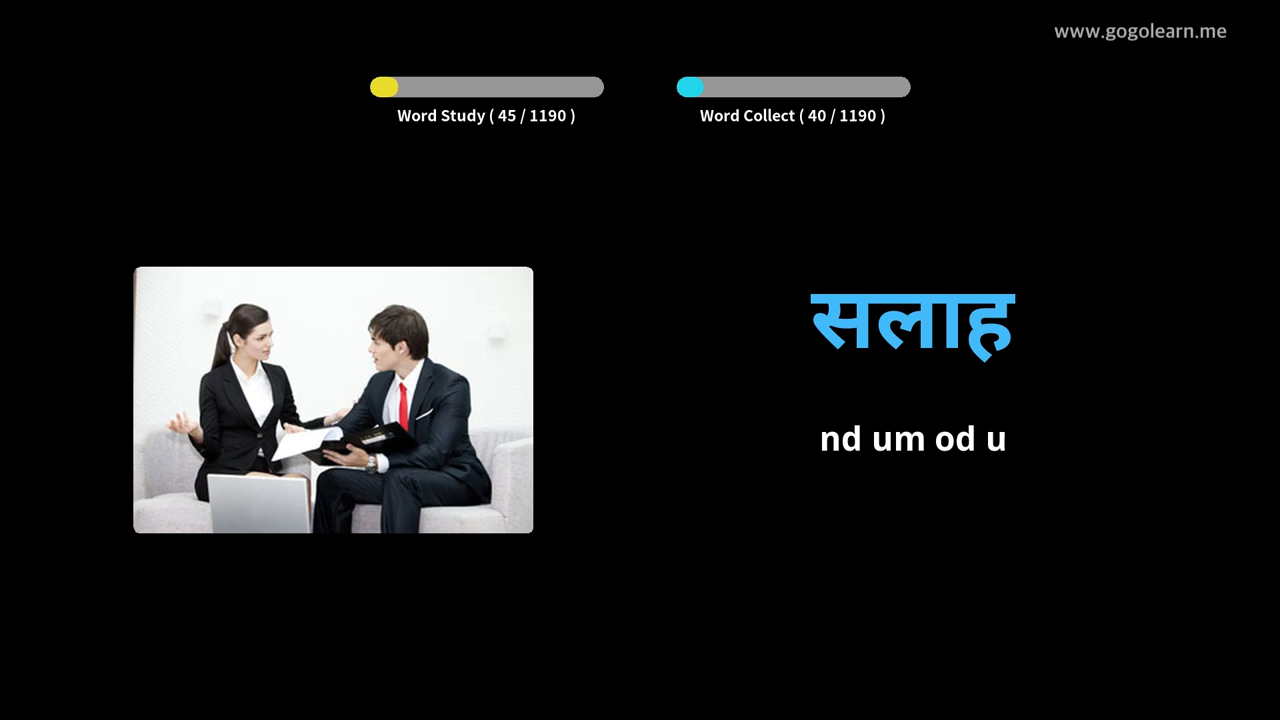 www.gogolearn.me
Word Study ( 45 / 1190 )
Word Collect ( 40 / 1190 )
सलाह
nd um od u